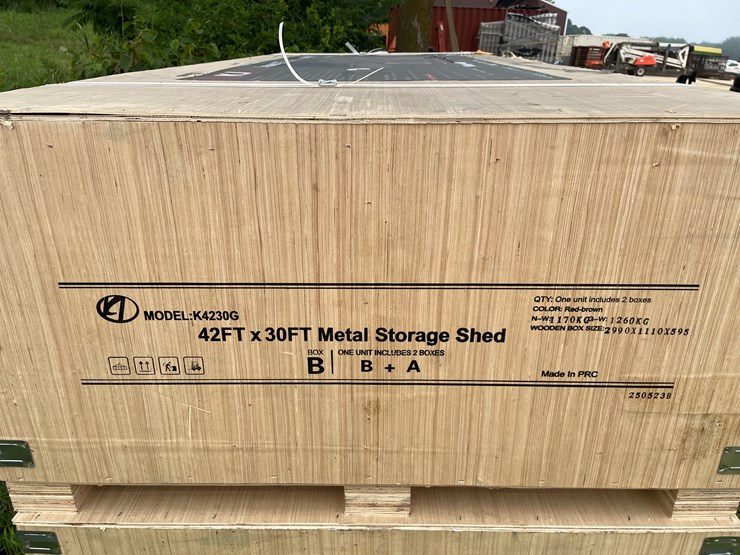 MODEL:K4230G
42FT x 30FT Metal Storage Shed
BOX
B
ONE UNIT INCLUDES 2 BOXES
B + A
QTY: One unit includes 2 boxes
COLOR: Red-brown
N-W:1170KG G-W:1260KG
WOODEN BOX SIZE:2990X1110X595
Made In PRC
250523B